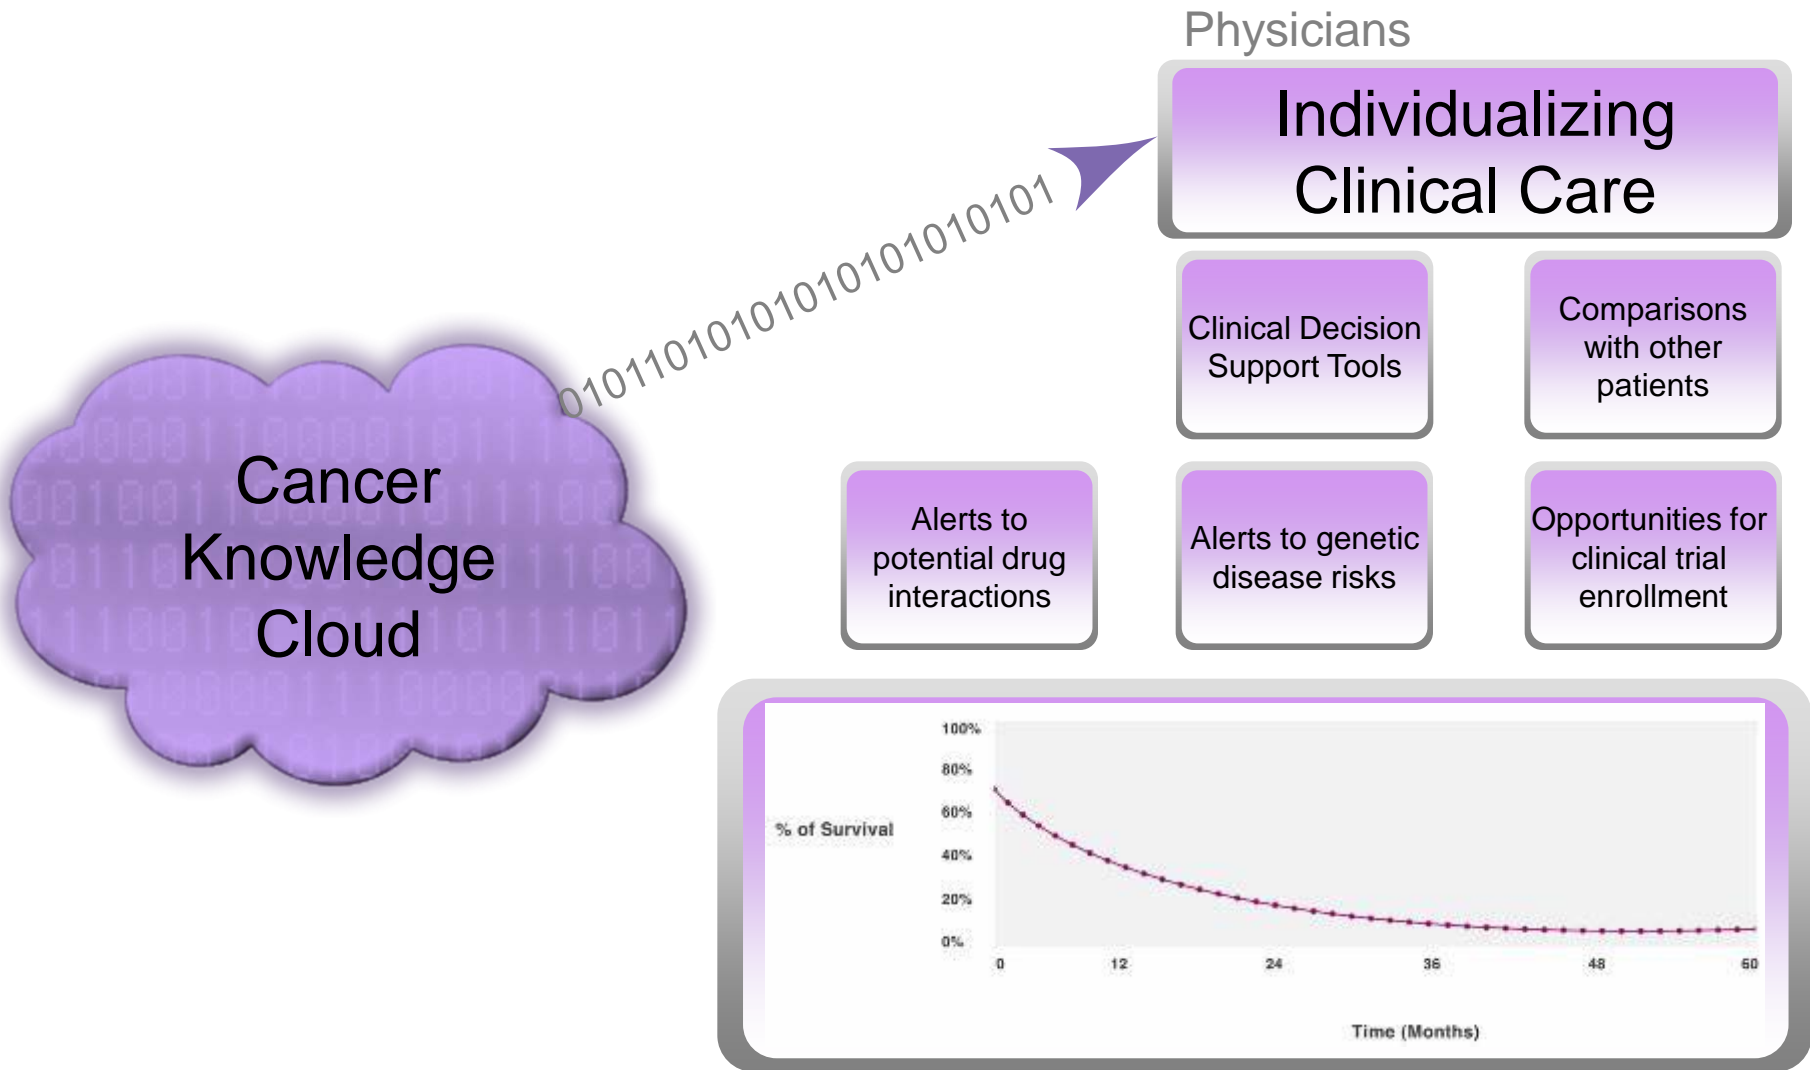 Physicians
Individualizing
Clinical Care
010110101010101010101010101
Cancer
Knowledge
Cloud
Clinical Decision
Support Tools
Comparisons
with other
patients
Alerts to
potential drug
interactions
Alerts to genetic
disease risks
Opportunities for
clinical trial
enrollment
100%
80%
60%
% of Survival
40%
20%
0%
0 12 24 36 48 60
Time (Months)